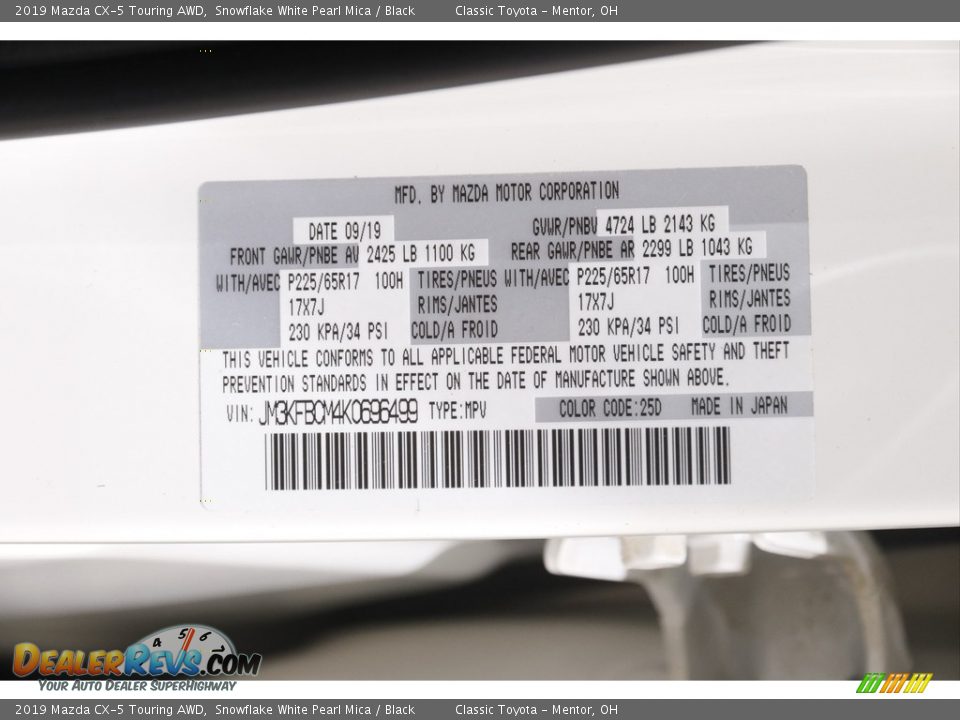 2019 Mazda CX-5 Touring AWD, Snowflake White Pearl Mica / Black Classic Toyota - Mentor, OH
MFD. BY MAZDA MOTOR CORPORATION
DATE 09/19 GVWR/PNBV 4724 LB 2143 KG
FRONT GAWR/PNBE AV 2425 LB 1100 KG REAR GAWR/PNBE AR 2299 LB 1043 KG
WITH/AVEC P225/65R17 100H TIRES/PNEUS WITH/AVEC P225/65R17 100H TIRES/PNEUS
17X7J RIMS/JANTES 17X7J RIMS/JANTES
230 KPA/34 PSI COLD/A FROID 230 KPA/34 PSI COLD/A FROID
THIS VEHICLE CONFORMS TO ALL APPLICABLE FEDERAL MOTOR VEHICLE SAFETY AND THEFT
PREVENTION STANDARDS IN EFFECT ON THE DATE OF MANUFACTURE SHOWN ABOVE.
VIN: JM3KFBCM4K0696499 TYPE:MPV COLOR CODE:25D MADE IN JAPAN
4 5 6
DEALERREVS.COM
YOUR AUTO DEALER SUPERHIGHWAY
2019 Mazda CX-5 Touring AWD, Snowflake White Pearl Mica / Black Classic Toyota - Mentor, OH